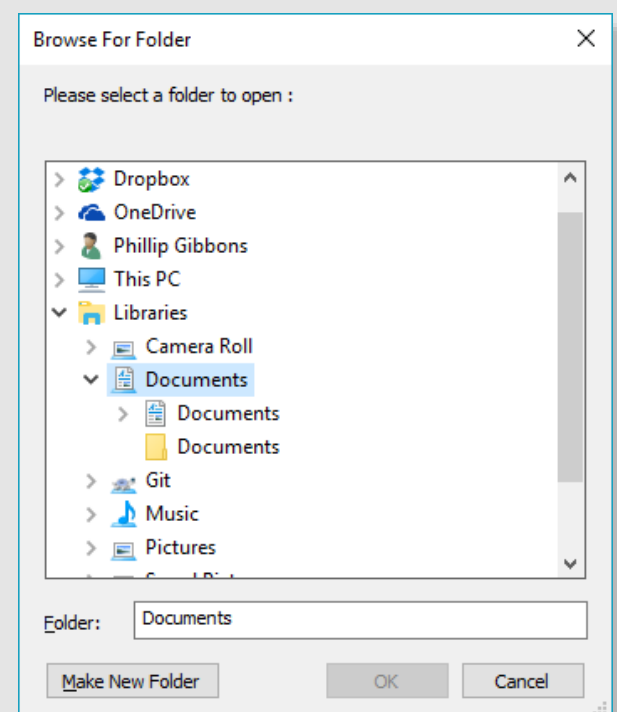 Browse For Folder
Please select a folder to open :
Dropbox
OneDrive
Phillip Gibbons
This PC
Libraries
Camera Roll
Documents
Documents
Documents
Git
Music
Pictures
Folder: Documents
Make New Folder OK Cancel